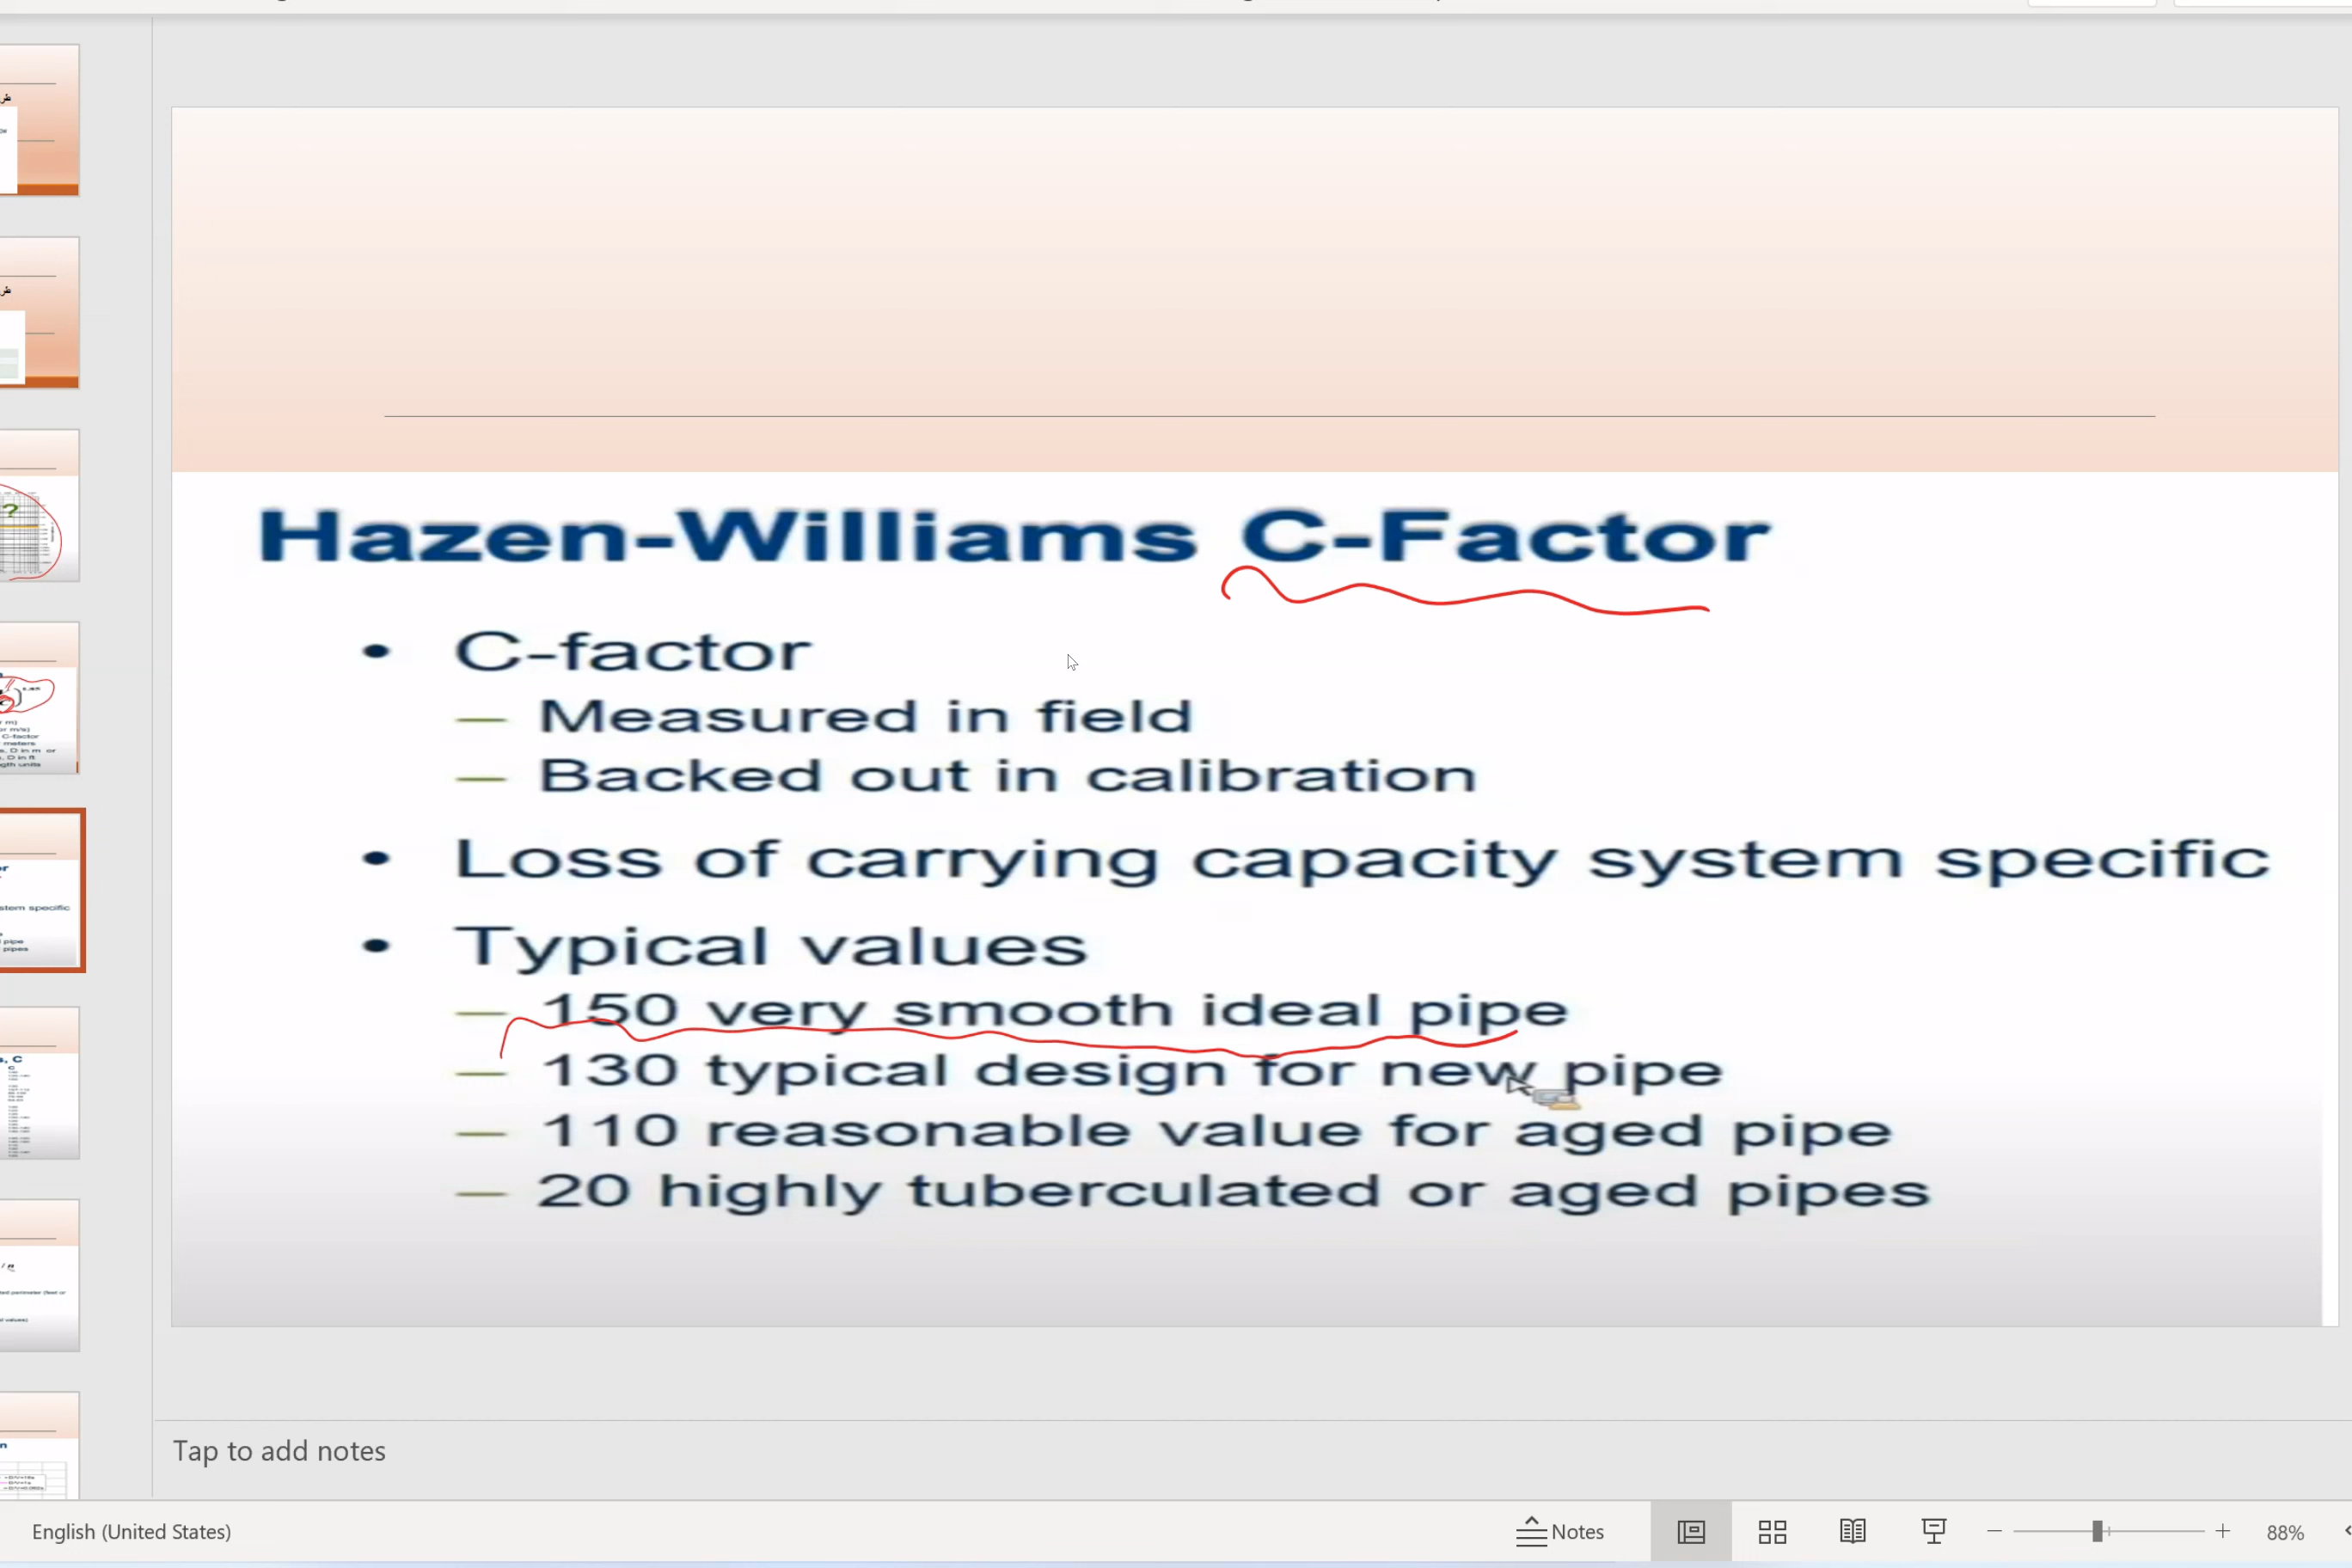 Hazen-Williams C-Factor
• C-factor
– Measured in field
– Backed out in calibration
• Loss of carrying capacity system specific
• Typical values
– 150 very smooth ideal pipe
– 130 typical design for new pipe
– 110 reasonable value for aged pipe
– 20 highly tuberculated or aged pipes
Tap to add notes
English (United States)
Notes
88%